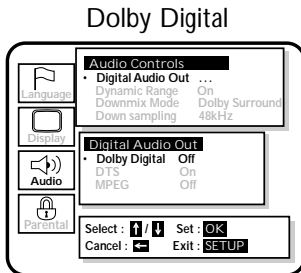 Dolby Digital
Audio Controls
Language
• Digital Audio Out ...
Dynamic Range On
Downmix Mode Dolby Surround
Down sampling 48kHz
Display
Digital Audio Out
• Dolby Digital Off
DTS On
MPEG Off
Audio
Parental
Select : ↑ / ↓ Set : OK
Cancel : ← Exit : SETUP